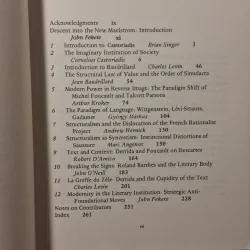 Acknowledgments ix
Descent into the New Maelstrom: Introduction
John Fekete xi
1 Introduction to Castoriadis Brian Singer 1
2 The Imaginary Institution of Society
Cornelius Castoriadis 6
3 Introduction to Baudrillard Charles Levin 46
4 The Structural Law of Value and the Order of Simulacra
Jean Baudrillard 54
5 Modern Power in Reverse Image: The Paradigm Shift of
Michel Foucault and Talcott Parsons
Arthur Kroker 74
6 The Paradigm of Language: Wittgenstein, Lévi-Strauss,
Gadamer György Márkus 104
7 Structuralism and the Dislocation of the French Rationalist
Project Andrew Wernick 130
8 Structuralism as Syncretism: Institutional Distortions of
Saussure Marc Angenot 150
9 Text and Context: Derrida and Foucault on Descartes
Robert D'Amico 164
10 Breaking the Signs: Roland Barthes and the Literary Body
John O'Neill 183
11 La Greffe du Zèle: Derrida and the Cupidity of the Text
Charles Levin 201
12 Modernity in the Literary Institution: Strategic Anti-
Foundational Moves John Fekete 228
Notes on Contributors 251
Index 261